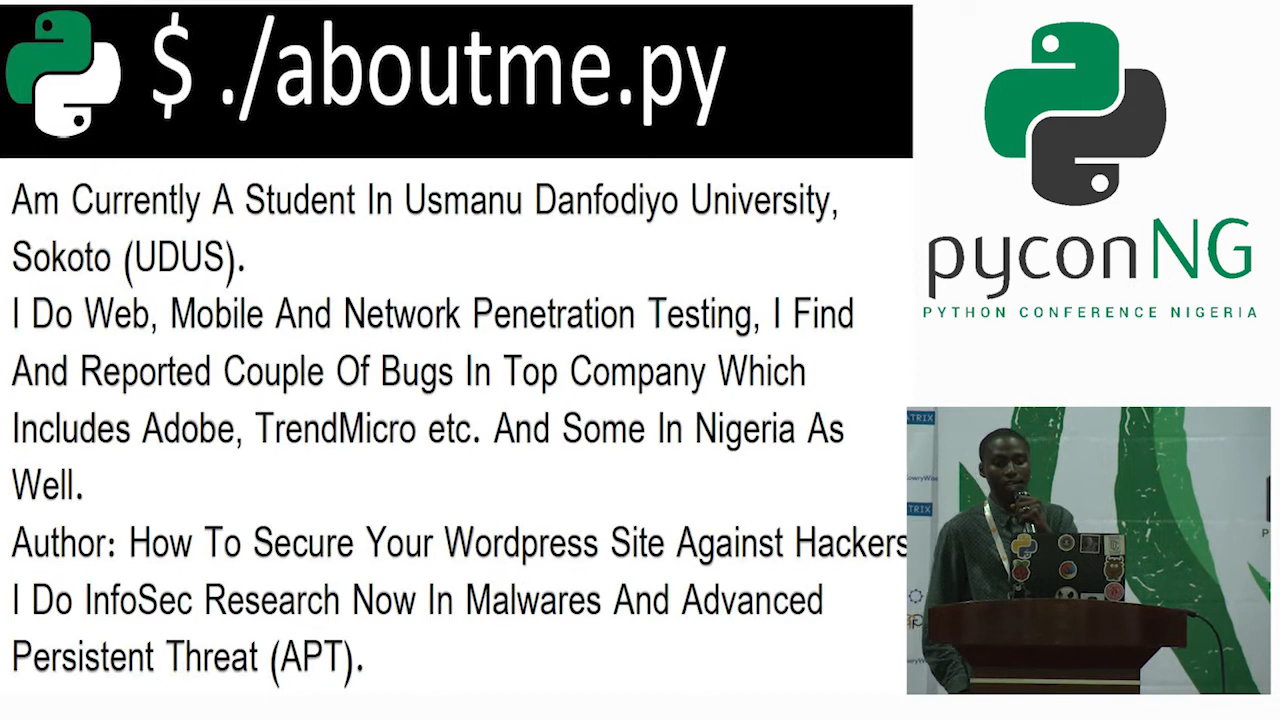 $ ./aboutme.py
Am Currently A Student In Usmanu Danfodiyo University,
Sokoto (UDUS).
I Do Web, Mobile And Network Penetration Testing, I Find
And Reported Couple Of Bugs In Top Company Which
Includes Adobe, TrendMicro etc. And Some In Nigeria As
Well.
Author: How To Secure Your Wordpress Site Against Hackers
I Do InfoSec Research Now In Malwares And Advanced
Persistent Threat (APT).
pyconNG
PYTHON CONFERENCE NIGERIA